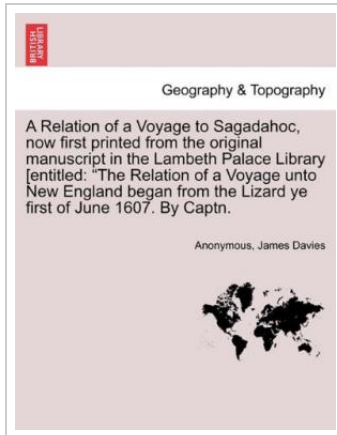 BRITISH
LIBRARY
Geography & Topography
A Relation of a Voyage to Sagadahoc,
now first printed from the original
manuscript in the Lambeth Palace Library
[entitled: "The Relation of a Voyage unto
New England began from the Lizard ye
first of June 1607. By Captn.
Anonymous, James Davies